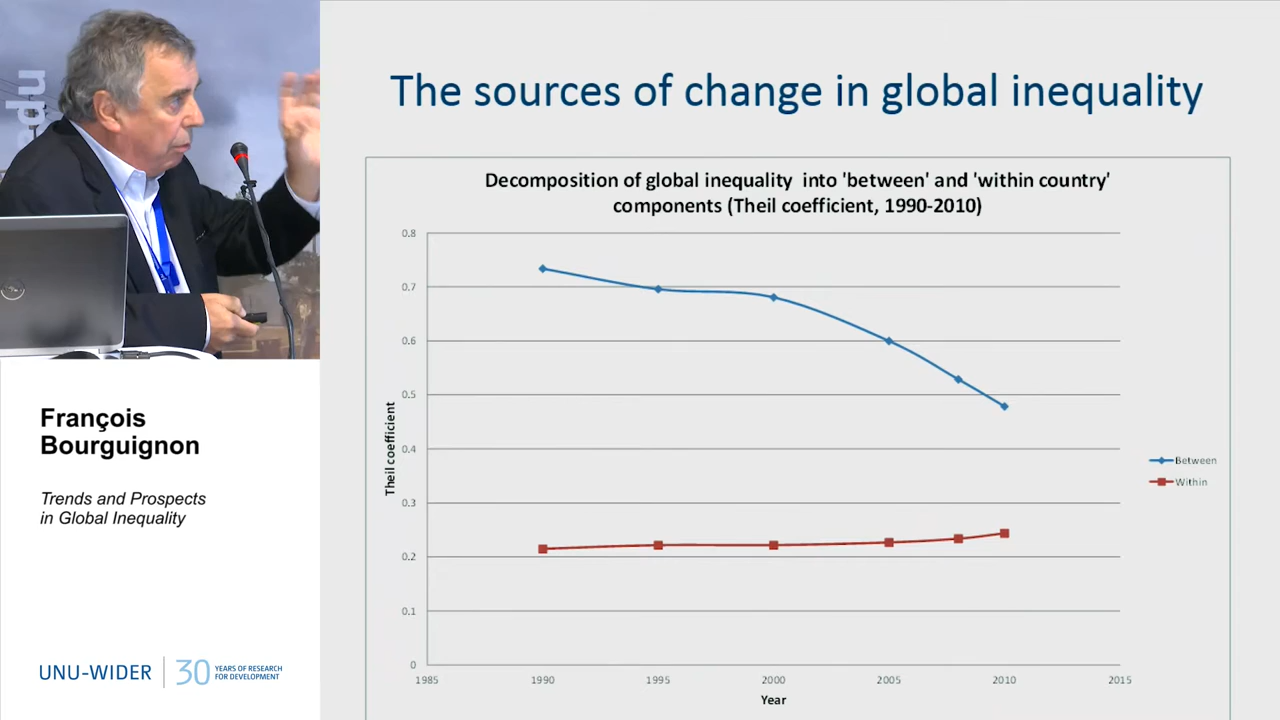 The sources of change in global inequality
Decomposition of global inequality into 'between' and 'within country'
components (Theil coefficient, 1990-2010)
0.8
0.7
0.6
0.5
0.4
0.3
0.2
0.1
0
Theil coefficient
1985
1990
1995
2000
2005
2010
2015
Year
Between
Within
François
Bourguignon
Trends and Prospects
in Global Inequality
UNU-WIDER
30
YEARS OF RESEARCH
FOR DEVELOPMENT